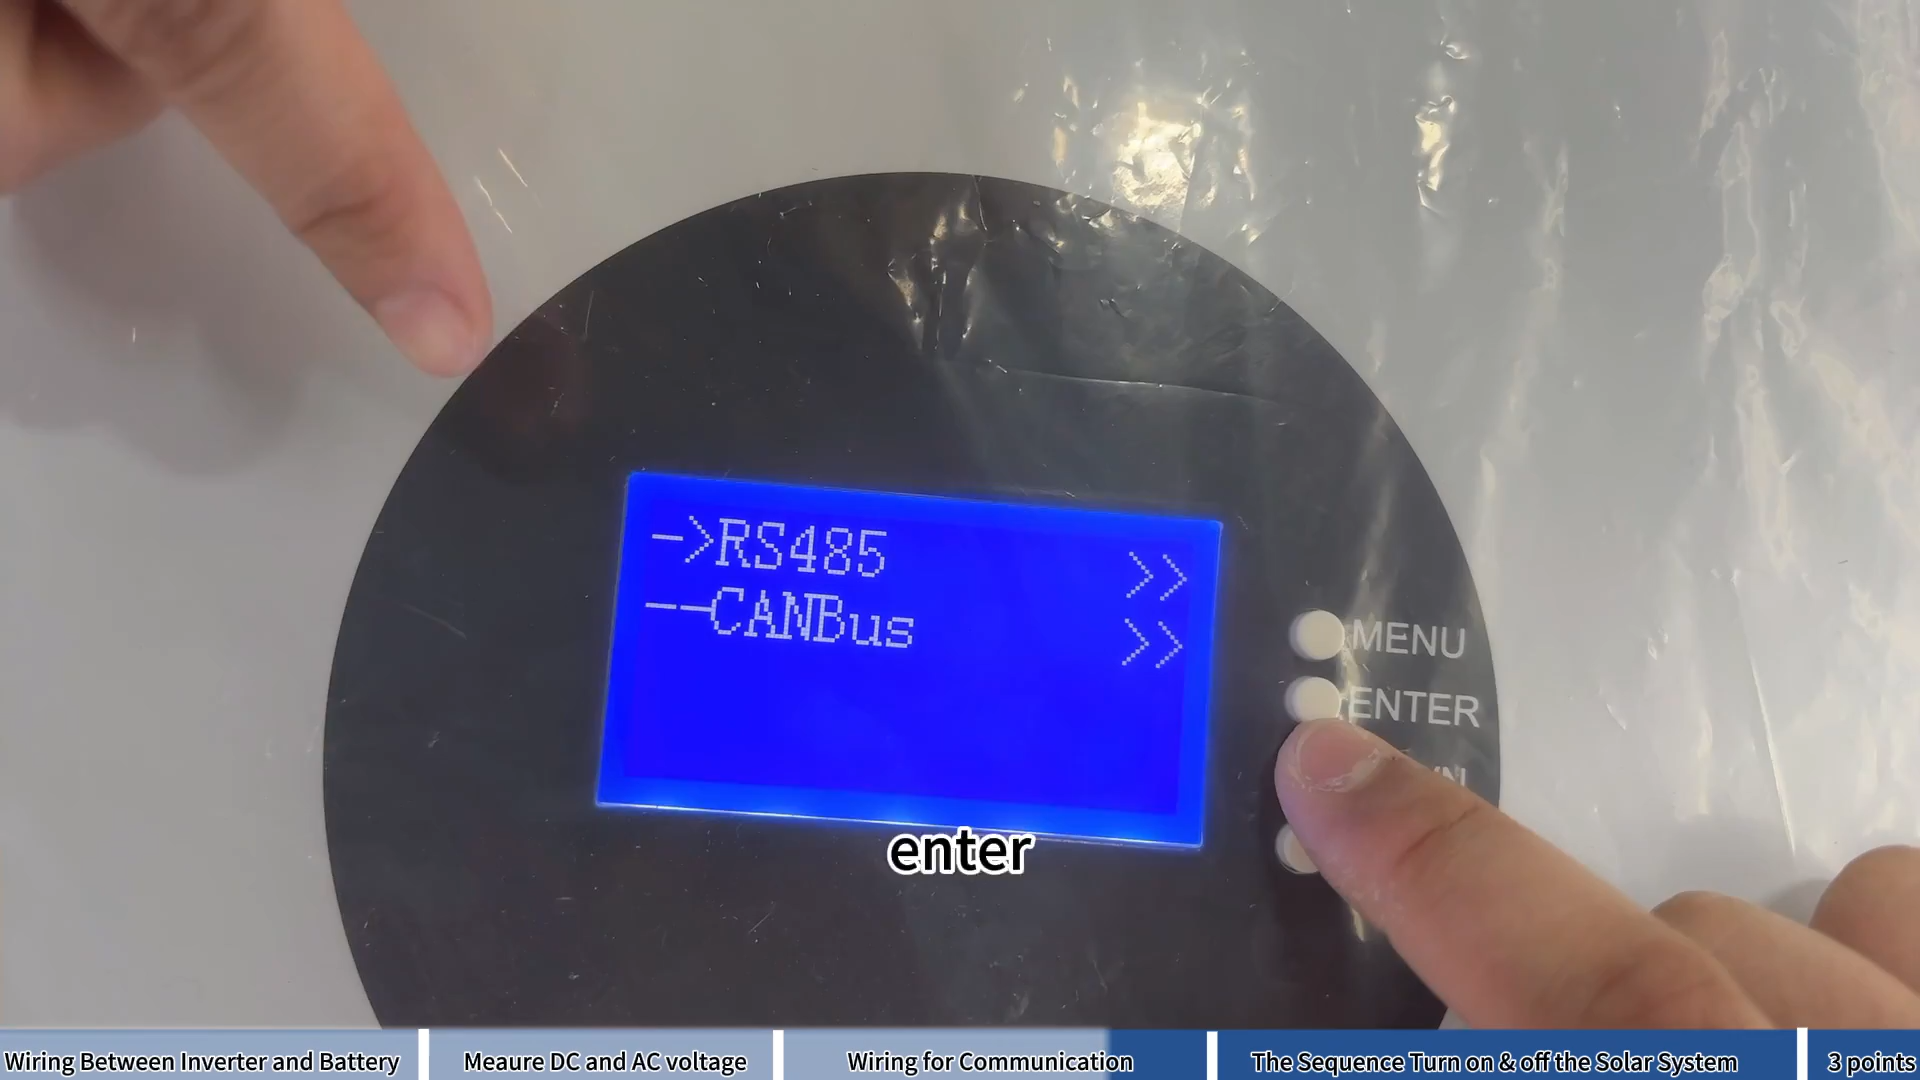 ->RS485 >>
--CANBus >>
MENU
ENTER
enter
Wiring Between Inverter and Battery
Meaure DC and AC voltage
Wiring for Communication
The Sequence Turn on & off the Solar System
3 points